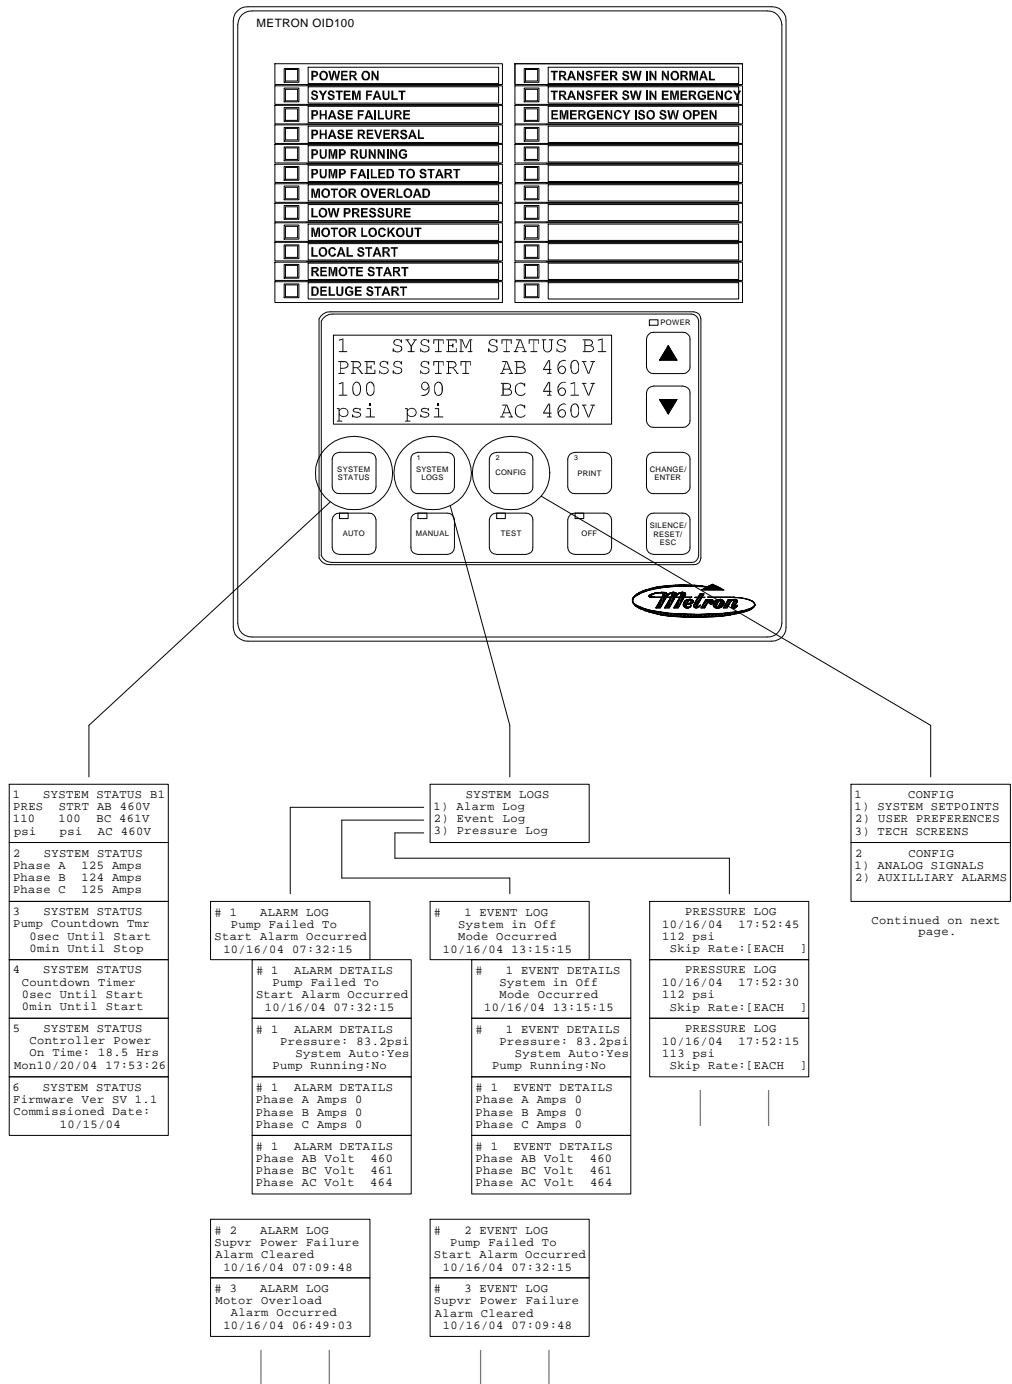 METRON OID100
POWER ON
SYSTEM FAULT
PHASE FAILURE
PHASE REVERSAL
PUMP RUNNING
PUMP FAILED TO START
MOTOR OVERLOAD
LOW PRESSURE
MOTOR LOCKOUT
LOCAL START
REMOTE START
DELUGE START
TRANSFER SW IN NORMAL
TRANSFER SW IN EMERGENCY
EMERGENCY ISO SW OPEN
POWER
1 SYSTEM STATUS B1
PRESS STRT AB 460V
100 90 BC 461V
psi psi AC 460V
SYSTEM
STATUS
1
SYSTEM
LOGS
2
CONFIG
3
PRINT
CHANGE/
ENTER
AUTO
MANUAL
TEST
OFF
SILENCE/
RESET/
ESC
Metron
1 SYSTEM STATUS B1
PRES STRT AB 460V
110 100 BC 461V
psi psi AC 460V
2 SYSTEM STATUS
Phase A 125 Amps
Phase B 124 Amps
Phase C 125 Amps
3 SYSTEM STATUS
Pump Countdown Tmr
0sec Until Start
0min Until Stop
4 SYSTEM STATUS
Countdown Timer
0sec Until Start
0min Until Start
5 SYSTEM STATUS
Controller Power
On Time: 18.5 Hrs
Mon10/20/04 17:53:26
6 SYSTEM STATUS
Firmware Ver SV 1.1
Commissioned Date:
10/15/04
SYSTEM LOGS
1) Alarm Log
2) Event Log
3) Pressure Log
# 1 ALARM LOG
Pump Failed To
Start Alarm Occurred
10/16/04 07:32:15
# 1 ALARM DETAILS
Pump Failed To
Start Alarm Occurred
10/16/04 07:32:15
# 1 ALARM DETAILS
Pressure: 83.2psi
System Auto:Yes
Pump Running:No
# 1 ALARM DETAILS
Phase A Amps 0
Phase B Amps 0
Phase C Amps 0
# 1 ALARM DETAILS
Phase AB Volt 460
Phase BC Volt 461
Phase AC Volt 464
# 2 ALARM LOG
Supvr Power Failure
Alarm Cleared
10/16/04 07:09:48
# 3 ALARM LOG
Motor Overload
Alarm Occurred
10/16/04 06:49:03
# 1 EVENT LOG
System in Off
Mode Occurred
10/16/04 13:15:15
# 1 EVENT DETAILS
System in Off
Mode Occurred
10/16/04 13:15:15
# 1 EVENT DETAILS
Pressure: 83.2psi
System Auto:Yes
Pump Running:No
# 1 EVENT DETAILS
Phase A Amps 0
Phase B Amps 0
Phase C Amps 0
# 1 EVENT DETAILS
Phase AB Volt 460
Phase BC Volt 461
Phase AC Volt 464
# 2 EVENT LOG
Pump Failed To
Start Alarm Occurred
10/16/04 07:32:15
# 3 EVENT LOG
Supvr Power Failure
Alarm Cleared
10/16/04 07:09:48
PRESSURE LOG
10/16/04 17:52:45
112 psi
Skip Rate:[EACH ]
PRESSURE LOG
10/16/04 17:52:30
112 psi
Skip Rate:[EACH ]
PRESSURE LOG
10/16/04 17:52:15
113 psi
Skip Rate:[EACH ]
1 CONFIG
1) SYSTEM SETPOINTS
2) USER PREFERENCES
3) TECH SCREENS
2 CONFIG
1) ANALOG SIGNALS
2) AUXILLIARY ALARMS
Continued on next
page.